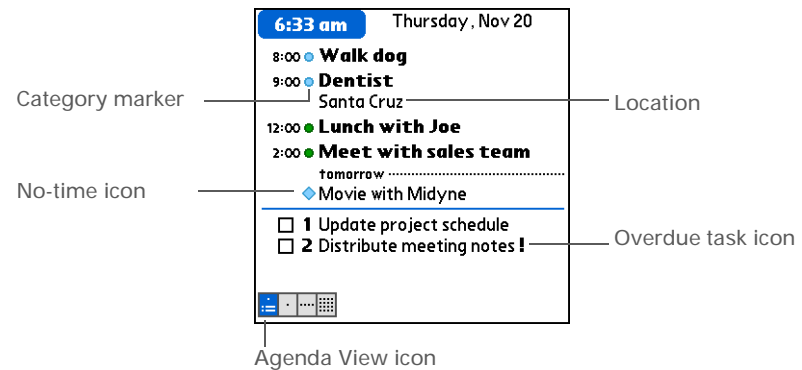 6:33 am Thursday, Nov 20
8:00 Walk dog
9:00 Dentist
Category marker
Santa Cruz
Location
12:00 Lunch with Joe
2:00 Meet with sales team
tomorrow
No-time icon
Movie with Midyne
1 Update project schedule
2 Distribute meeting notes !
Overdue task icon
Agenda View icon